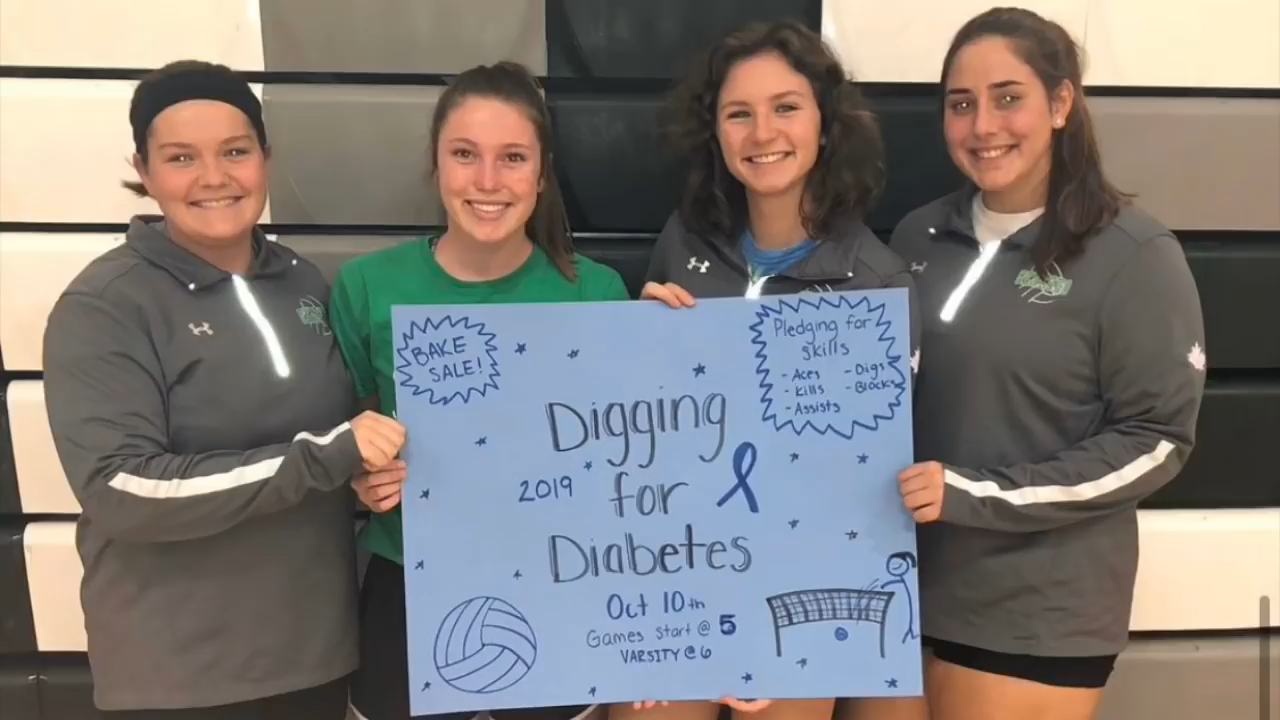 BAKE
SALE!
Pledging for
skills
- Aces - Digs
- Kills - Blocks
- Assists
Digging
2019 for
Diabetes
Oct 10th
Games start @ 5
VARSITY @ 6